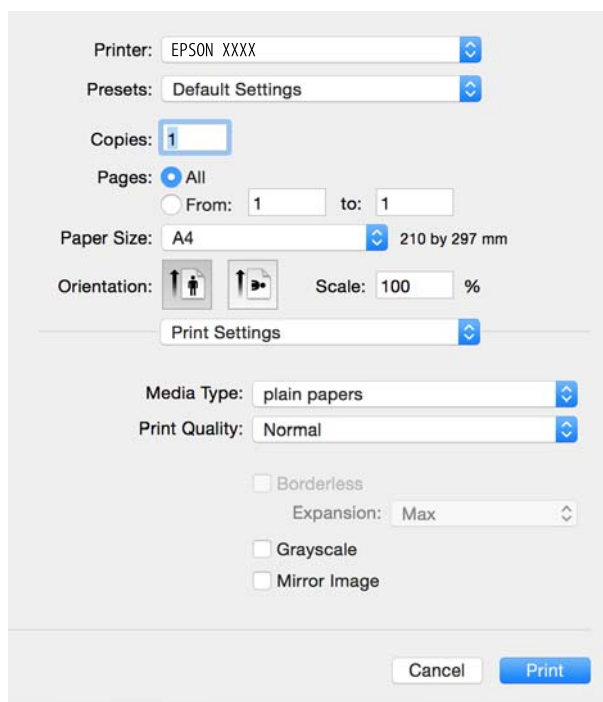 Printer: EPSON XXXX
Presets: Default Settings
Copies: 1
Pages: All
From: 1 to: 1
Paper Size: A4 210 by 297 mm
Orientation: Scale: 100 %
Print Settings
Media Type: plain papers
Print Quality: Normal
Borderless
Expansion: Max
Grayscale
Mirror Image
Cancel Print